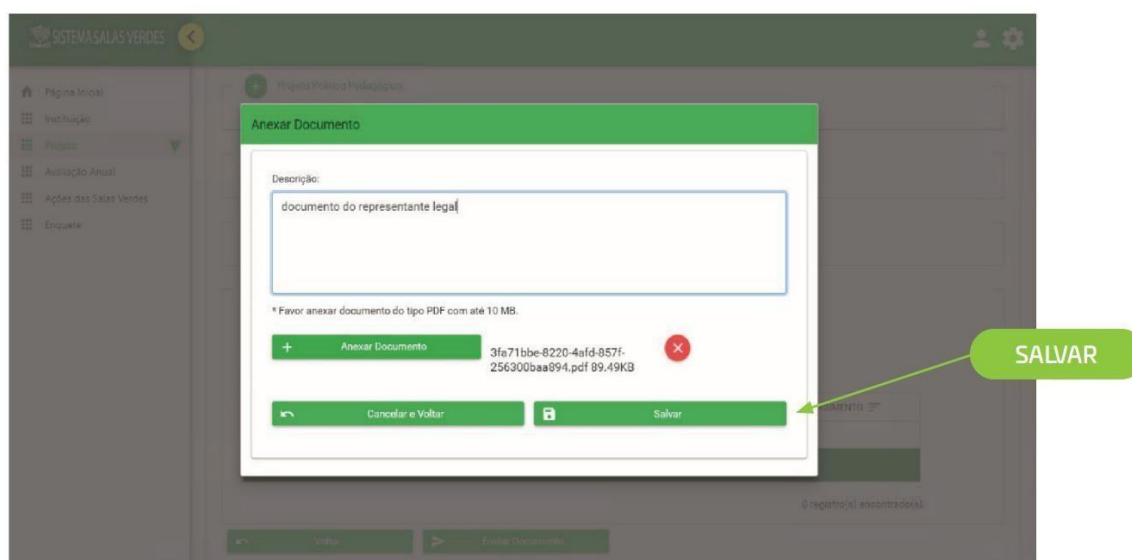 SISTEMA SALAS VERDES
Página Inicial
Instituição
Projeto
Avaliação Anual
Ações das Salas Verdes
Enquete
Projeto Político Pedagógico
Anexar Documento
Descrição:
documento do representante legal
* Favor anexar documento do tipo PDF com até 10 MB.
+ Anexar Documento
3fa71bbe-8220-4afd-857f-
256300baa894.pdf 89.49KB
Cancelar e Voltar
Salvar
SALVAR
0 registro(s) encontrado(s)
Voltar
Enviar Documento